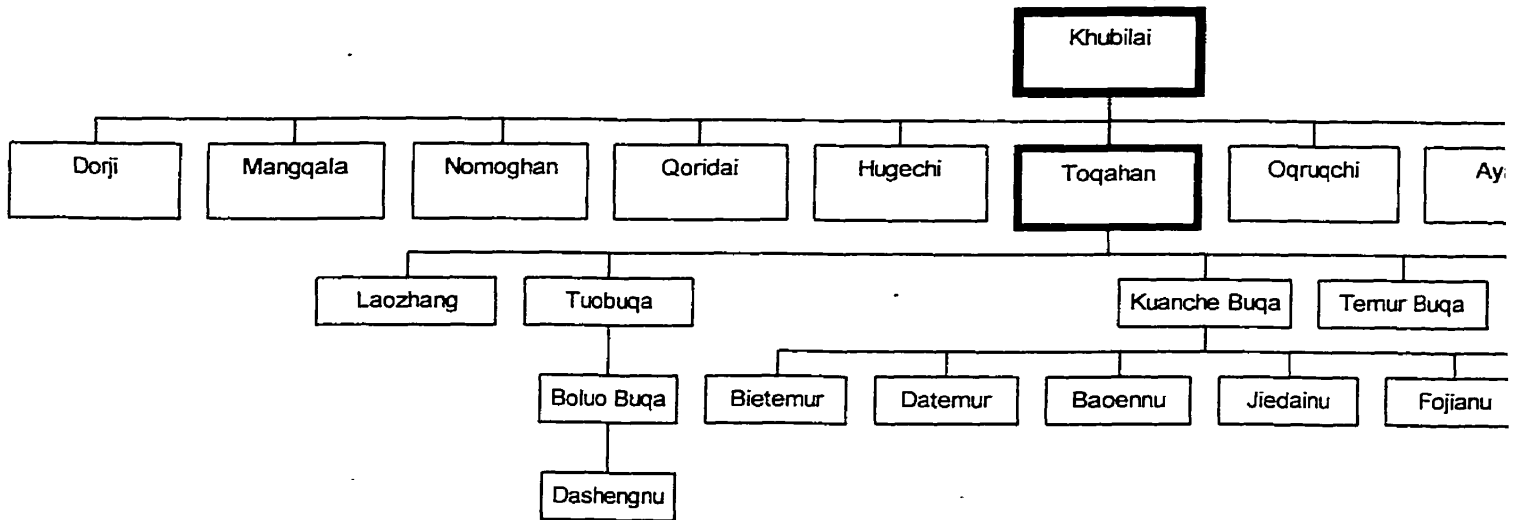 Khubilai
Dorji Mangqala Nomoghan Qoridai Hugechi Toqahan Oqruqchi
Laozhang Tuobuqa Kuanche Buqa Temur Buqa
Boluo Buqa Bietemur Datemur Baoennu Jiedainu Fojianu
Dashengnu